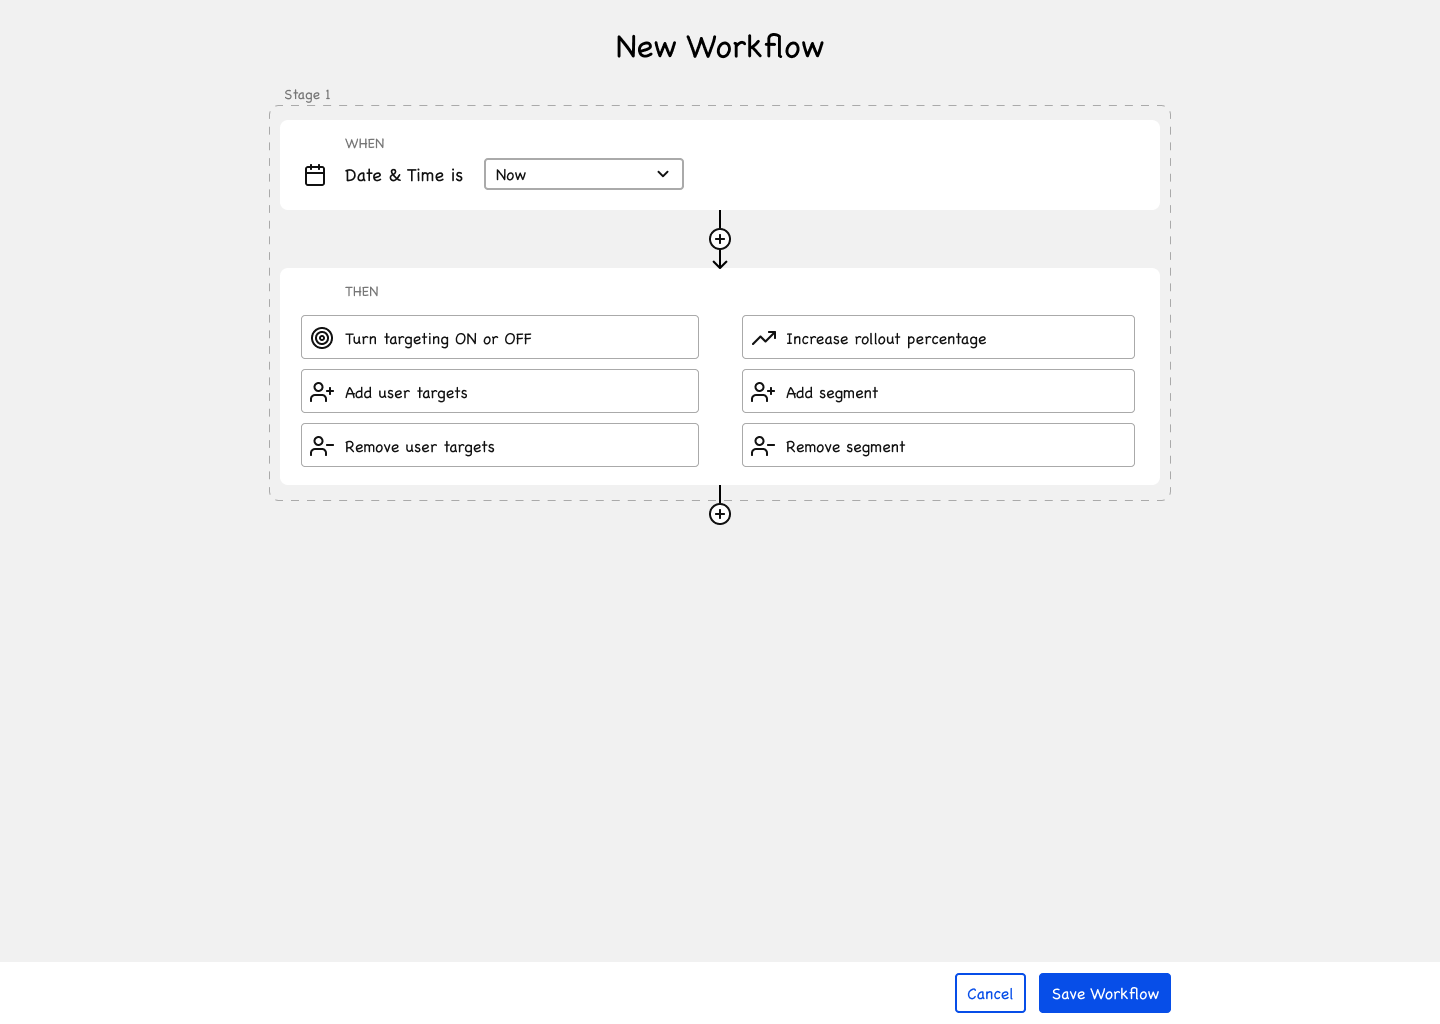 New Workflow
Stage 1
WHEN
Date & Time is
Now
THEN
Turn targeting ON or OFF
Increase rollout percentage
Add user targets
Add segment
Remove user targets
Remove segment
Cancel
Save Workflow